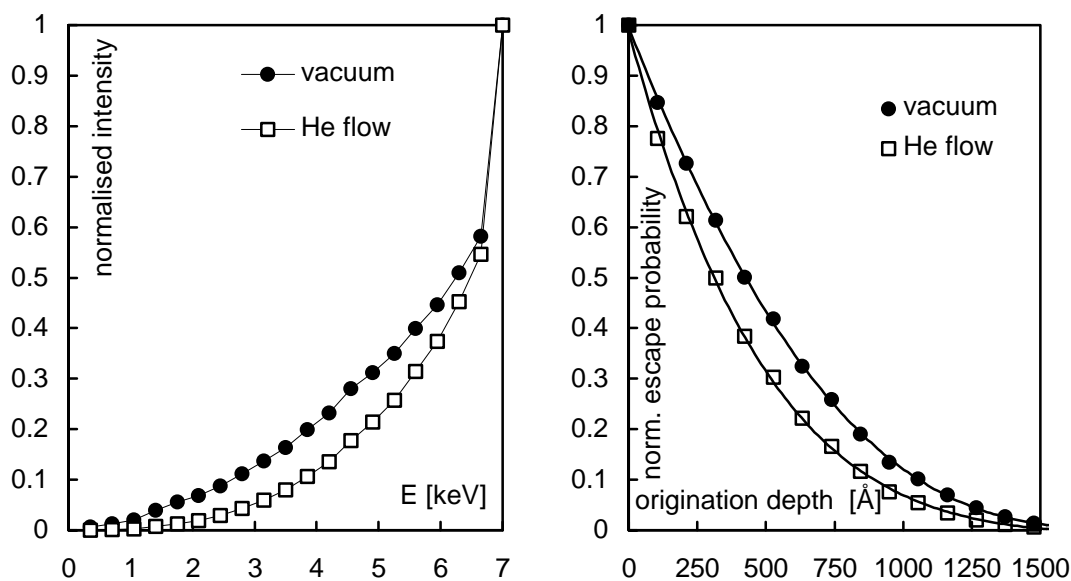 1
0.9
0.8
0.7
0.6
0.5
0.4
0.3
0.2
0.1
0
normalised intensity
vacuum
He flow
E [keV]
0 1 2 3 4 5 6 7
1
0.9
0.8
0.7
0.6
0.5
0.4
0.3
0.2
0.1
0
norm. escape probability
vacuum
He flow
origination depth [Å]
0 250 500 750 1000 1250 1500